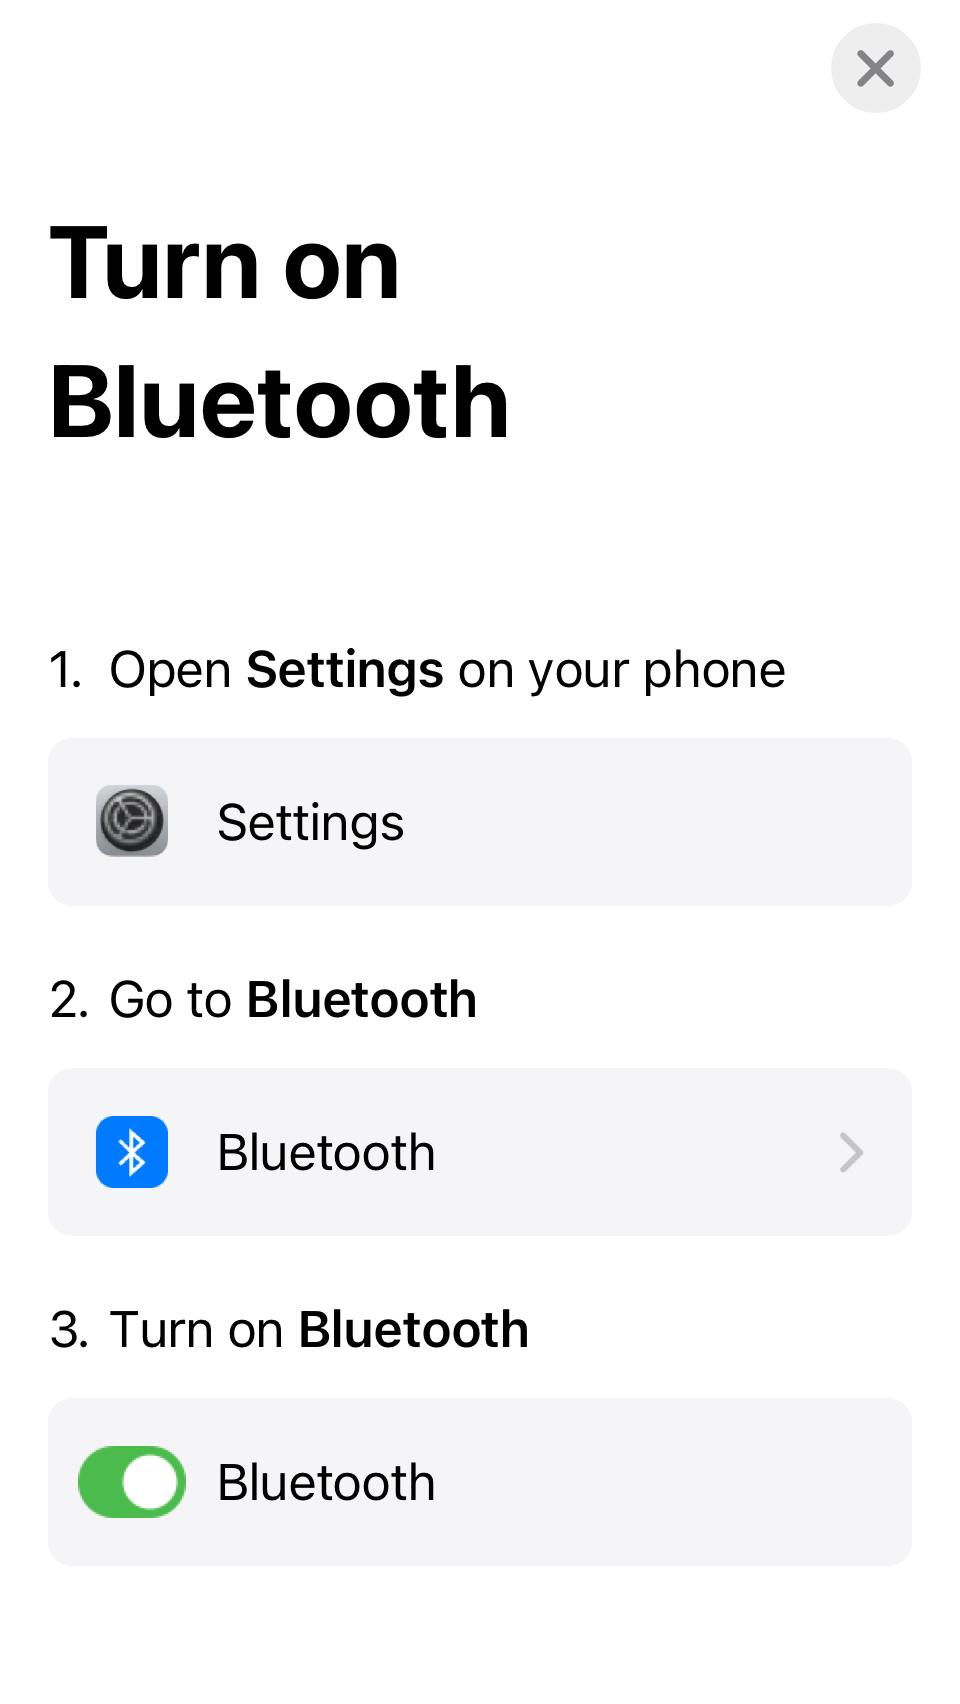 Turn on
Bluetooth
1. Open Settings on your phone
Settings
2. Go to Bluetooth
Bluetooth
3. Turn on Bluetooth
Bluetooth